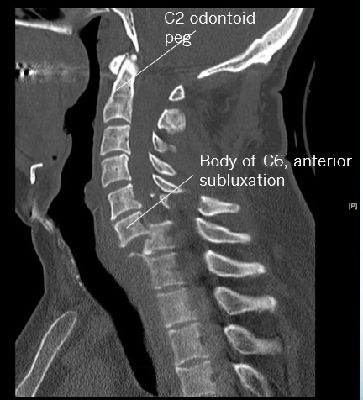 C2 odontoid
peg
Body of C6, anterior
subluxation
[P]